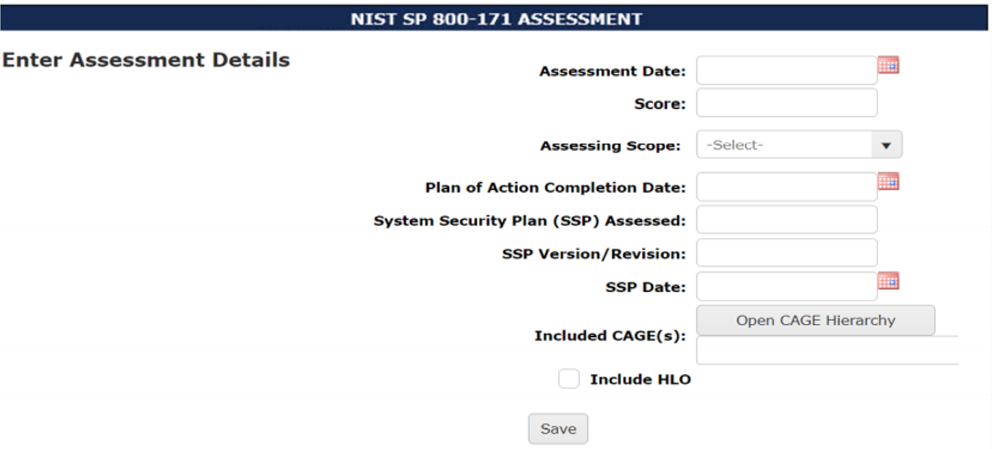 NIST SP 800-171 ASSESSMENT
Enter Assessment Details
Assessment Date:
Score:
Assessing Scope: -Select-
Plan of Action Completion Date:
System Security Plan (SSP) Assessed:
SSP Version/Revision:
SSP Date:
Open CAGE Hierarchy
Included CAGE(s):
Include HLO
Save